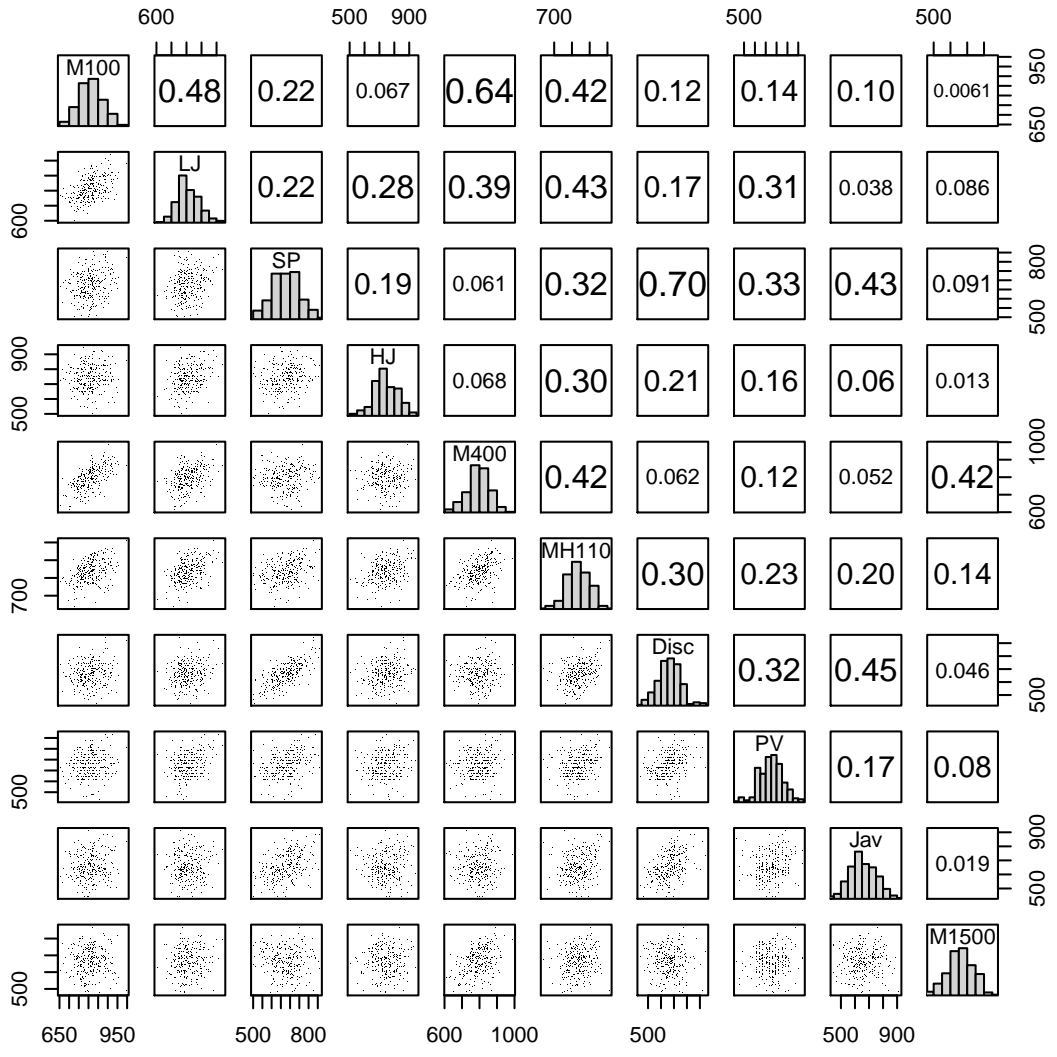 600 500 900 700 500 500
M100 0.48 0.22 0.067 0.64 0.42 0.12 0.14 0.10 0.0061 650 950
600 LJ 0.22 0.28 0.39 0.43 0.17 0.31 0.038 0.086
SP 0.19 0.061 0.32 0.70 0.33 0.43 0.091 500 800
500 900 HJ 0.068 0.30 0.21 0.16 0.06 0.013
M400 0.42 0.062 0.12 0.052 0.42 600 1000
700 MH110 0.30 0.23 0.20 0.14
Disc 0.32 0.45 0.046 500
500 PV 0.17 0.08
Jav 0.019 500 900
500 M1500
650 950 500 800 600 1000 500 500 900